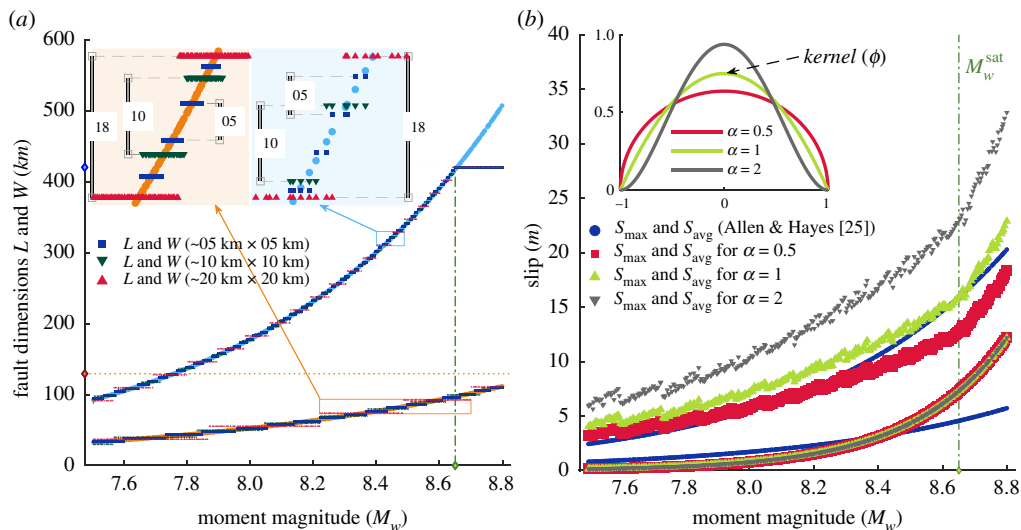 (a)
600
500
400
300
200
100
0
fault dimensions L and W (km)
18
10
05
05
10
18
L and W (~05 km × 05 km)
L and W (~10 km × 10 km)
L and W (~20 km × 20 km)
7.6 7.8 8.0 8.2 8.4 8.6 8.8
moment magnitude (Mw)
(b)
40
35
30
25
20
15
10
5
0
slip (m)
1.0
0.5
0
–1 0 1
kernel (ϕ)
α = 0.5
α = 1
α = 2
Mw^sat
Smax and Savg (Allen & Hayes [25])
Smax and Savg for α = 0.5
Smax and Savg for α = 1
Smax and Savg for α = 2
7.6 7.8 8.0 8.2 8.4 8.6 8.8
moment magnitude (Mw)